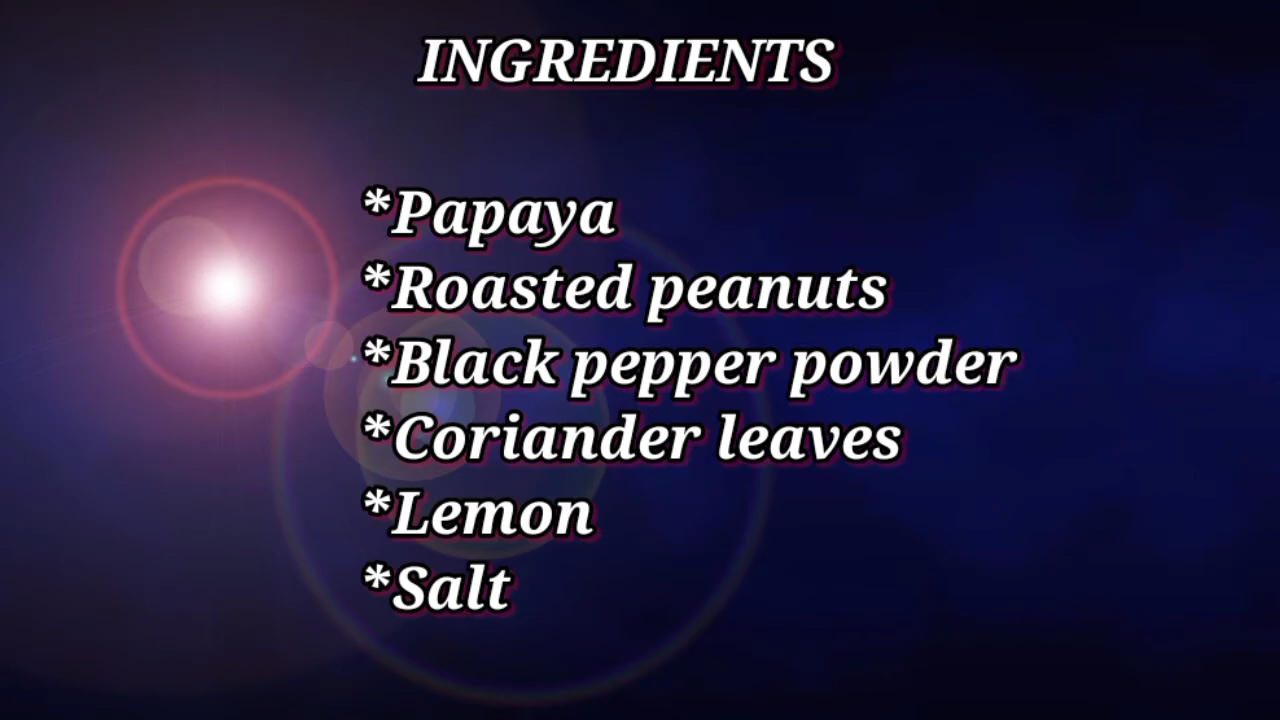 INGREDIENTS
*Papaya
*Roasted peanuts
*Black pepper powder
*Coriander leaves
*Lemon
*Salt